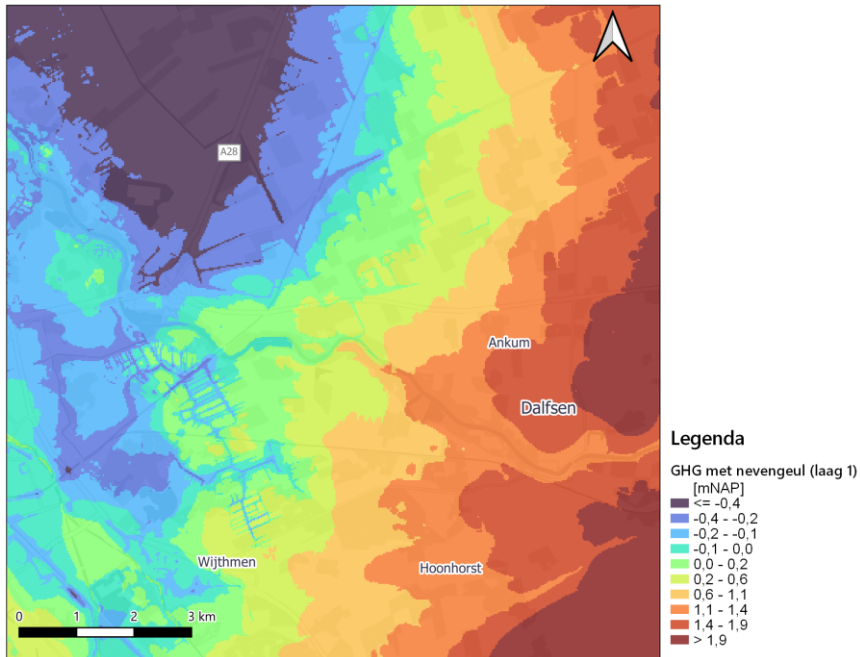 A28
Ankum
Dalfsen
Wijthmen
Hoonhorst
0 1 2 3 km
Legenda
GHG met nevengeul (laag 1)
[mNAP]
<= -0,4
-0,4 - -0,2
-0,2 - -0,1
-0,1 - 0,0
0,0 - 0,2
0,2 - 0,6
0,6 - 1,1
1,1 - 1,4
1,4 - 1,9
> 1,9